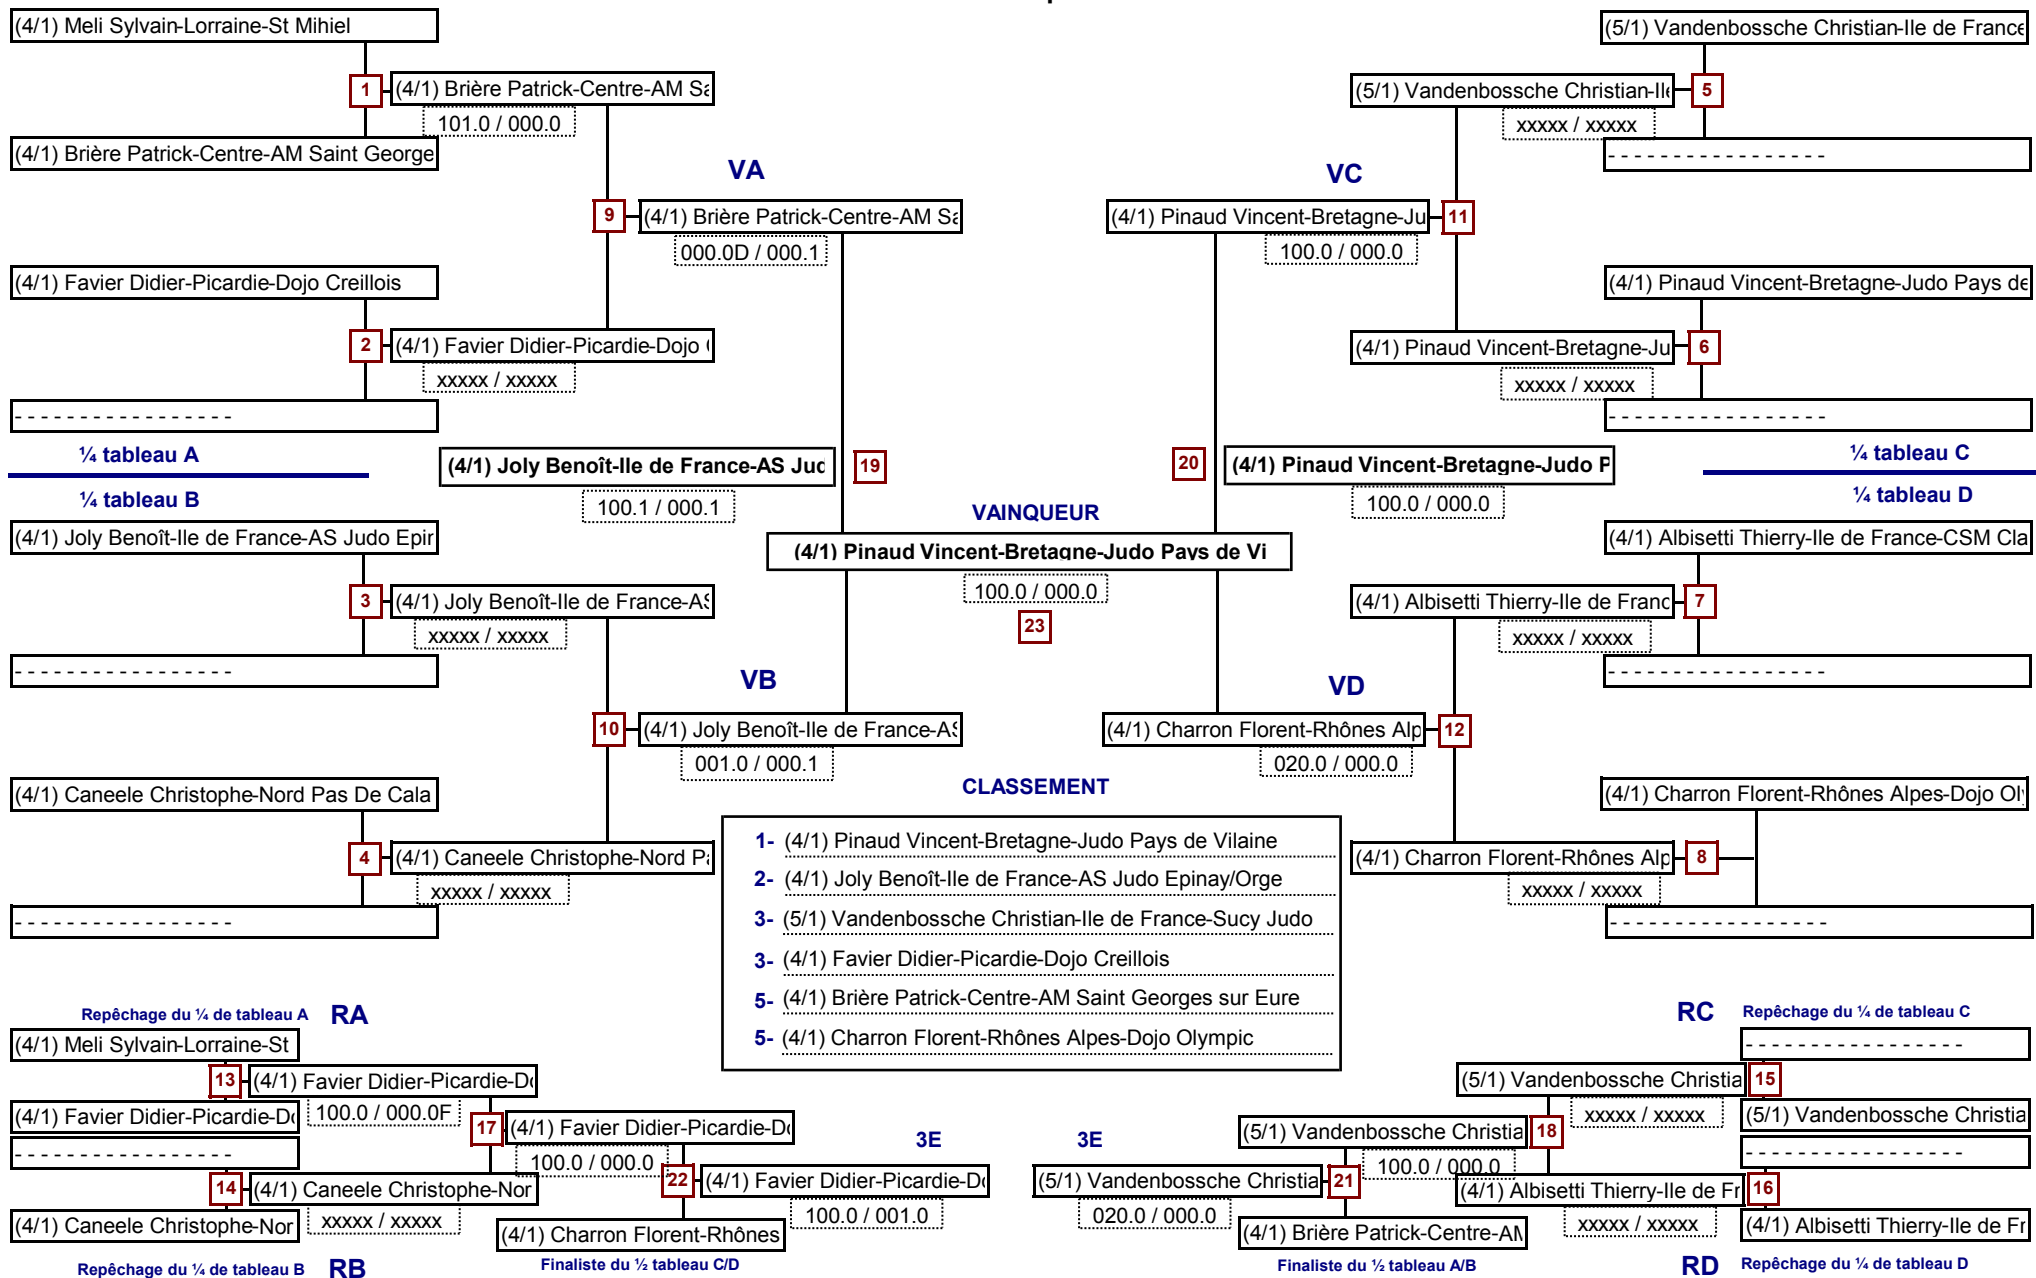 (4/1) Meli Sylvain-Lorraine-St Mihiel
1
(4/1) Brière Patrick-Centre-AM Sa
101.0 / 000.0
(4/1) Brière Patrick-Centre-AM Saint George
VA
9
(4/1) Brière Patrick-Centre-AM Sa
000.0D / 000.1
(4/1) Favier Didier-Picardie-Dojo Creillois
2
(4/1) Favier Didier-Picardie-Dojo
xxxxx / xxxxx
- - - - - - - - - - - - - - - - -
¼ tableau A
(4/1) Joly Benoît-Ile de France-AS Jud
19
100.1 / 000.1
¼ tableau B
(4/1) Joly Benoît-Ile de France-AS Judo Epin
3
(4/1) Joly Benoît-Ile de France-AS
xxxxx / xxxxx
- - - - - - - - - - - - - - - - -
VB
10
(4/1) Joly Benoît-Ile de France-AS
001.0 / 000.1
(4/1) Caneele Christophe-Nord Pas De Cala
4
(4/1) Caneele Christophe-Nord Pa
xxxxx / xxxxx
- - - - - - - - - - - - - - - - -
(5/1) Vandenbossche Christian-Ile de France
(5/1) Vandenbossche Christian-Ile
5
xxxxx / xxxxx
- - - - - - - - - - - - - - - - -
VC
(4/1) Pinaud Vincent-Bretagne-Ju
11
100.0 / 000.0
(4/1) Pinaud Vincent-Bretagne-Judo Pays de
(4/1) Pinaud Vincent-Bretagne-Ju
6
xxxxx / xxxxx
- - - - - - - - - - - - - - - - -
¼ tableau C
20
(4/1) Pinaud Vincent-Bretagne-Judo P
100.0 / 000.0
¼ tableau D
VAINQUEUR
(4/1) Pinaud Vincent-Bretagne-Judo Pays de Vi
100.0 / 000.0
23
(4/1) Albisetti Thierry-Ile de France-CSM Cla
(4/1) Albisetti Thierry-Ile de Franc
7
xxxxx / xxxxx
- - - - - - - - - - - - - - - - -
VD
(4/1) Charron Florent-Rhônes Alp
12
020.0 / 000.0
(4/1) Charron Florent-Rhônes Alpes-Dojo Oly
(4/1) Charron Florent-Rhônes Alp
8
xxxxx / xxxxx
- - - - - - - - - - - - - - - - -
CLASSEMENT
1- (4/1) Pinaud Vincent-Bretagne-Judo Pays de Vilaine
2- (4/1) Joly Benoît-Ile de France-AS Judo Epinay/Orge
3- (5/1) Vandenbossche Christian-Ile de France-Sucy Judo
3- (4/1) Favier Didier-Picardie-Dojo Creillois
5- (4/1) Brière Patrick-Centre-AM Saint Georges sur Eure
5- (4/1) Charron Florent-Rhônes Alpes-Dojo Olympic
Repêchage du ¼ de tableau A RA
(4/1) Meli Sylvain-Lorraine-St
13
(4/1) Favier Didier-Picardie-Do
(4/1) Favier Didier-Picardie-Do
100.0 / 000.0F
17
(4/1) Favier Didier-Picardie-Do
- - - - - - - - - - - - - - - - -
100.0 / 000.0
14
(4/1) Caneele Christophe-Nor
22
(4/1) Favier Didier-Picardie-Do
3E
(4/1) Caneele Christophe-Nor
xxxxx / xxxxx
(4/1) Charron Florent-Rhônes
100.0 / 001.0
Repêchage du ¼ de tableau B RB
Finaliste du ½ tableau C/D
RC Repêchage du ¼ de tableau C
- - - - - - - - - - - - - - - - -
(5/1) Vandenbossche Christia
15
xxxxx / xxxxx
(5/1) Vandenbossche Christia
3E
(5/1) Vandenbossche Christia
18
- - - - - - - - - - - - - - - - -
100.0 / 000.0
(5/1) Vandenbossche Christia
21
(4/1) Albisetti Thierry-Ile de Fr
16
020.0 / 000.0
(4/1) Brière Patrick-Centre-AM
xxxxx / xxxxx
(4/1) Albisetti Thierry-Ile de Fr
Finaliste du ½ tableau A/B
RD Repêchage du ¼ de tableau D